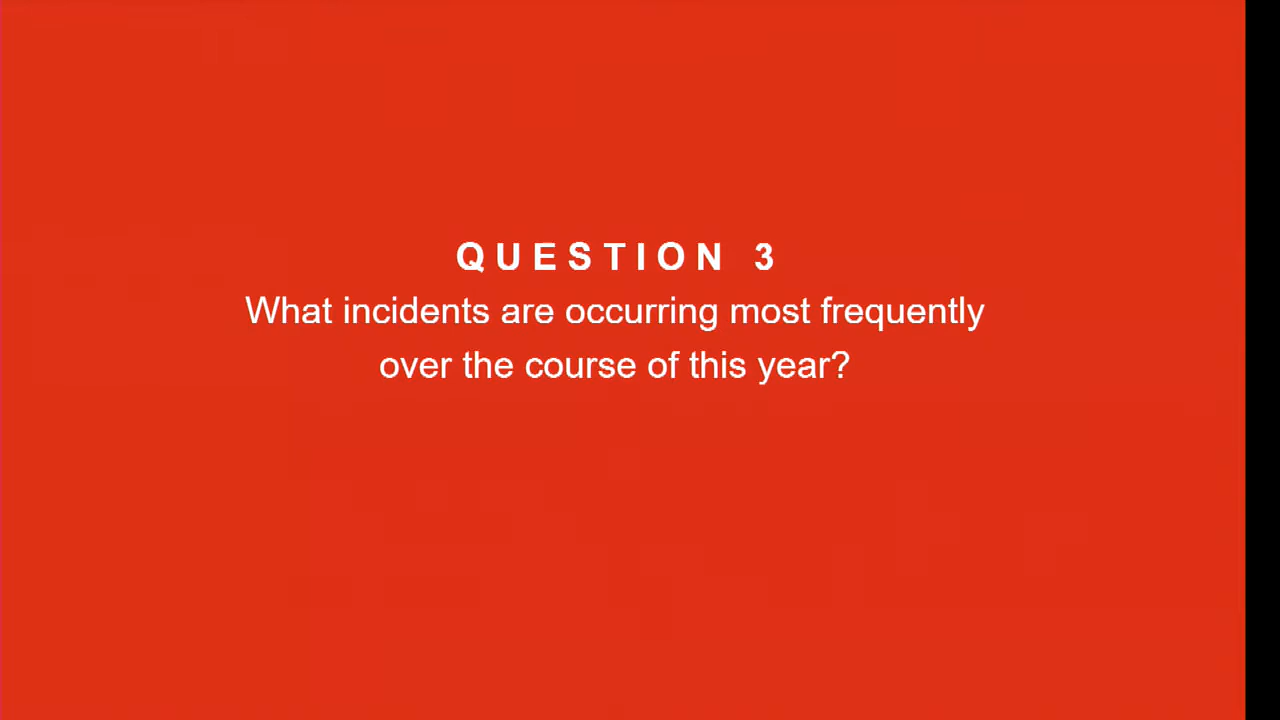 QUESTION 3
What incidents are occurring most frequently
over the course of this year?